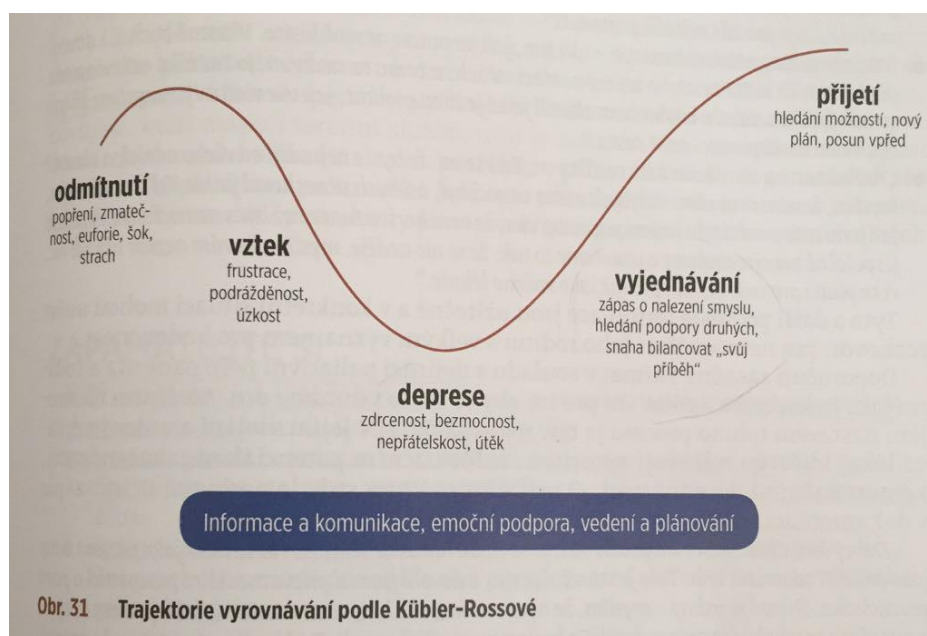 odmítnutí
popření, zmateč-
nost, euforie, šok,
strach
vztek
frustrace,
podrážděnost,
úzkost
deprese
zdrcenost, bezmocnost,
nepřátelskost, útěk
vyjednávání
zápas o nalezení smyslu,
hledání podpory druhých,
snaha bilancovat „svůj
příběh“
přijetí
hledání možností, nový
plán, posun vpřed
Informace a komunikace, emoční podpora, vedení a plánování
Obr. 31 Trajektorie vyrovnávání podle Kübler-Rossové